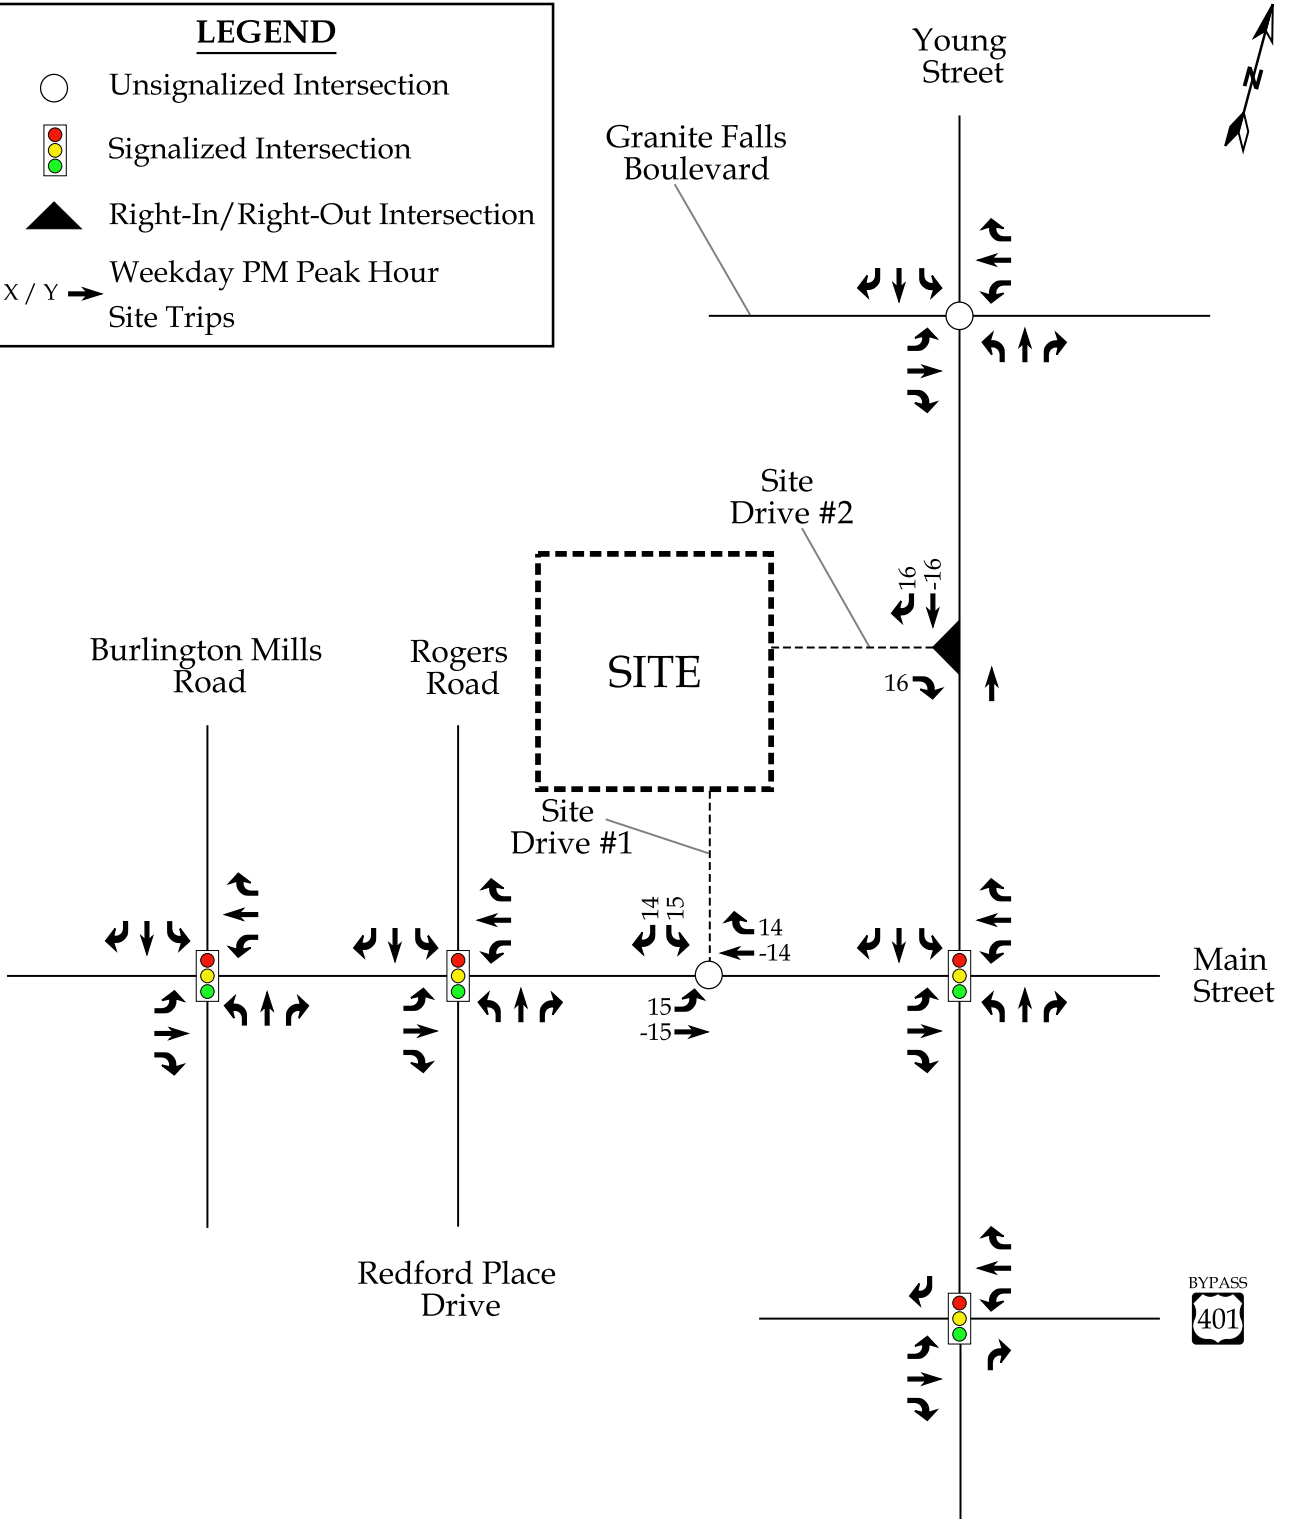 LEGEND
Unsignalized Intersection
Signalized Intersection
Right-In/Right-Out Intersection
X / Y
Weekday PM Peak Hour
Site Trips
Young
Street
N
Granite Falls
Boulevard
Site
Drive #2
16
-16
16
SITE
Burlington Mills
Road
Rogers
Road
Site
Drive #1
14
15
14
-14
15
-15
Main
Street
Redford Place
Drive
BYPASS
401